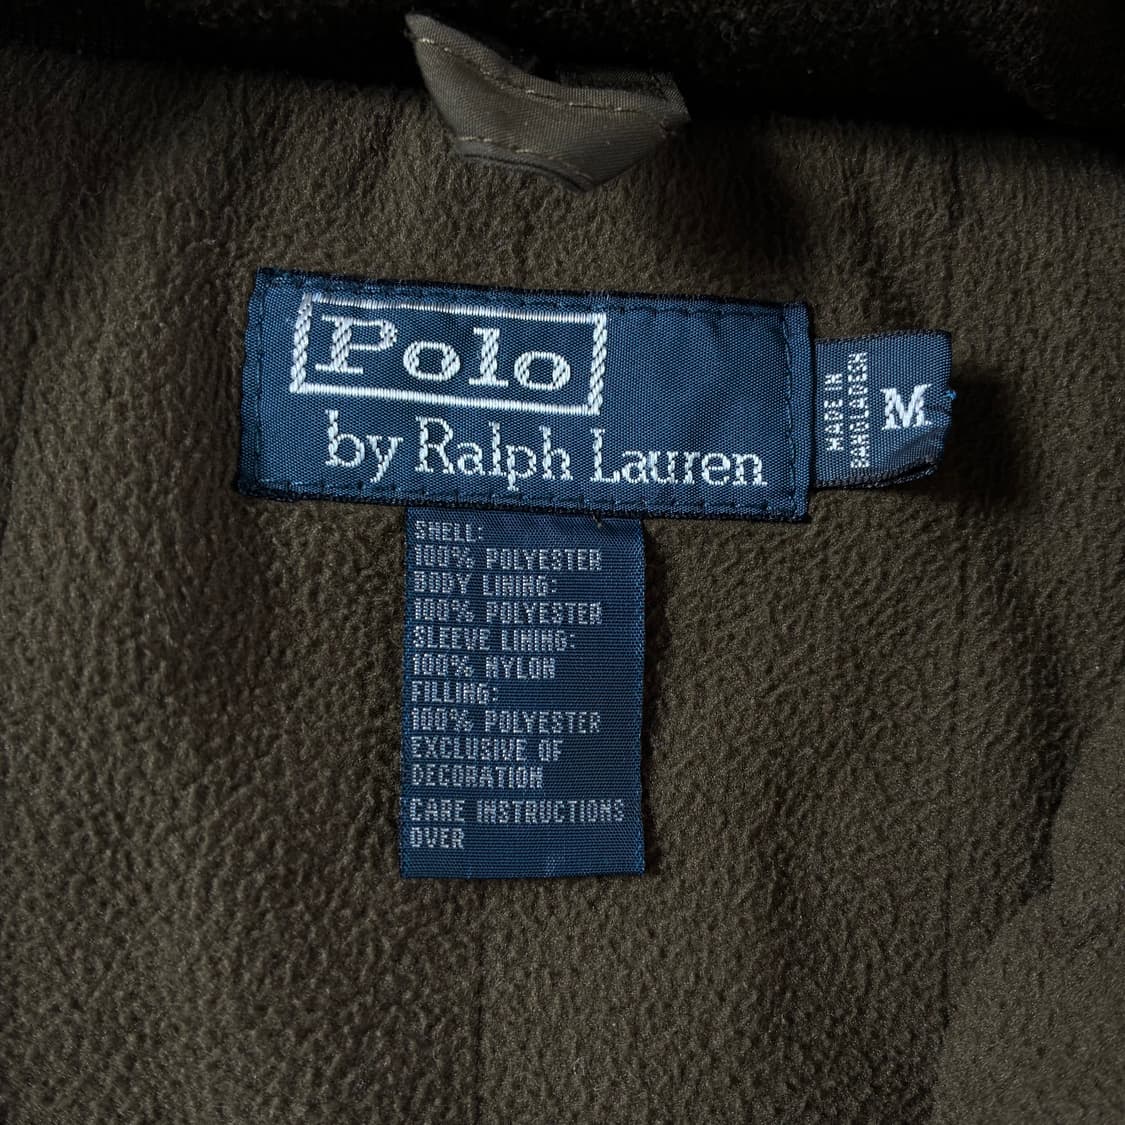 Polo
by Ralph Lauren
MADE IN
BANGLADESH
M
SHELL:
100% POLYESTER
BODY LINING:
100% POLYESTER
SLEEVE LINING:
100% NYLON
FILLING:
100% POLYESTER
EXCLUSIVE OF
DECORATION
CARE INSTRUCTIONS
OVER